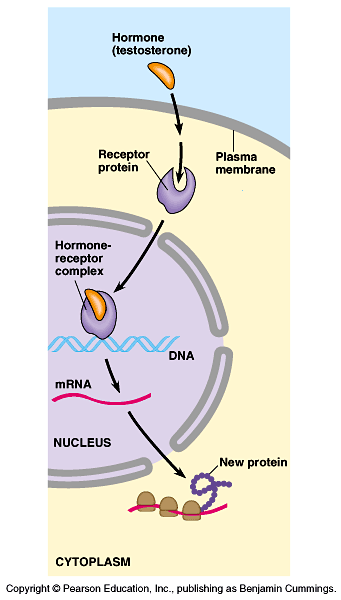 Hormone
(testosterone)
Receptor
protein
Plasma
membrane
Hormone-
receptor
complex
DNA
mRNA
NUCLEUS
New protein
CYTOPLASM
Copyright © Pearson Education, Inc., publishing as Benjamin Cummings.